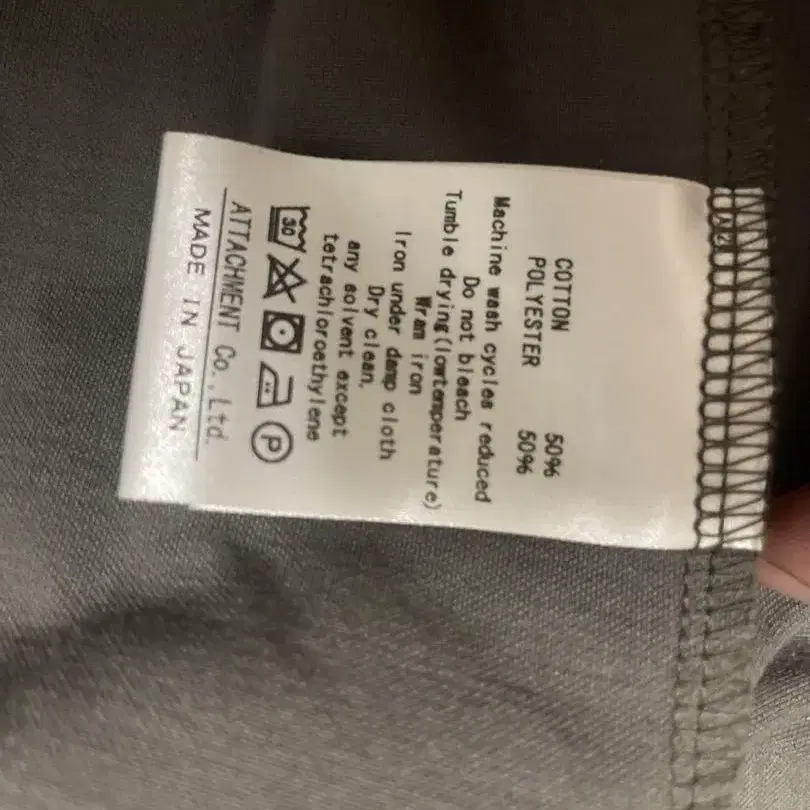 COTTON 50%
POLYESTER 50%
Machine wash cycles reduced
Do not bleach
Tumble drying(lowtemperature)
Wram iron
Iron under damp cloth
Dry clean,
any solvent except
tetrachloroethylene
30
P
ATTACHMENT Co.,Ltd.
MADE IN JAPAN